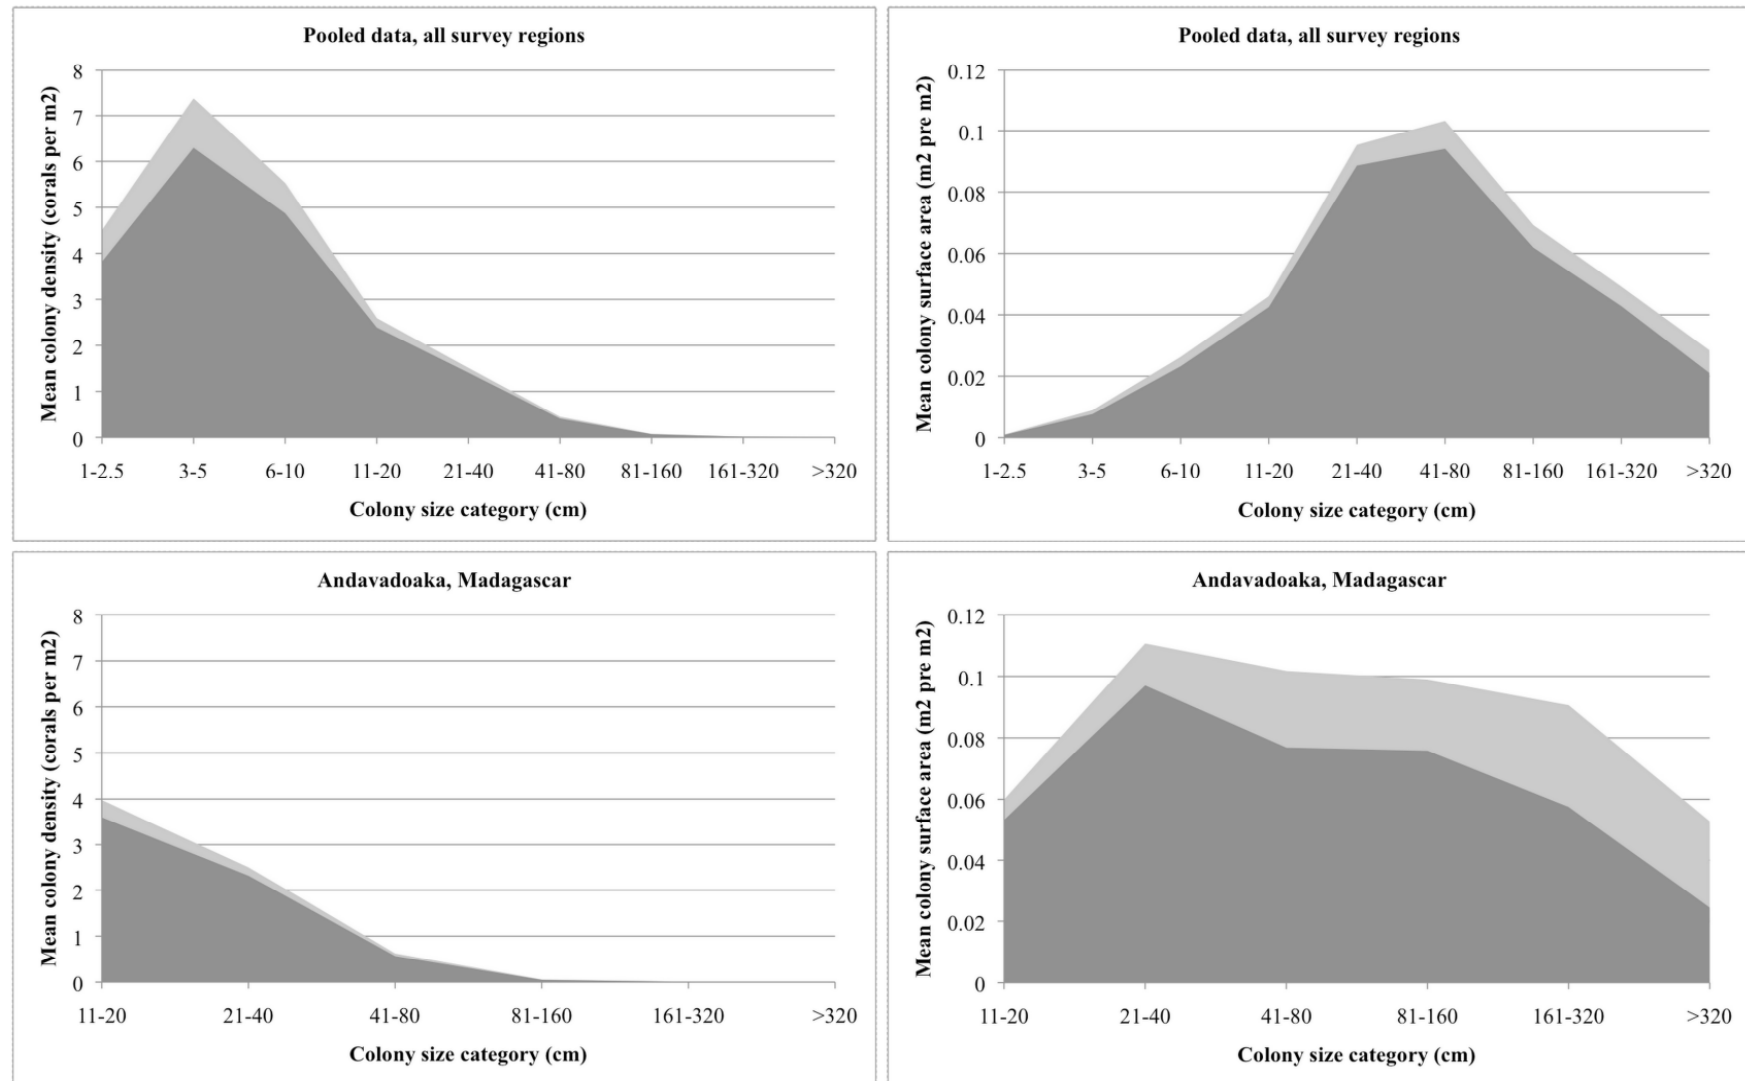 Pooled data, all survey regions
Mean colony density (corals per m2)
8
7
6
5
4
3
2
1
0
1-2.5 3-5 6-10 11-20 21-40 41-80 81-160 161-320 >320
Colony size category (cm)
Pooled data, all survey regions
Mean colony surface area (m2 pre m2)
0.12
0.1
0.08
0.06
0.04
0.02
0
1-2.5 3-5 6-10 11-20 21-40 41-80 81-160 161-320 >320
Colony size category (cm)
Andavadoaka, Madagascar
Mean colony density (corals per m2)
8
7
6
5
4
3
2
1
0
11-20 21-40 41-80 81-160 161-320 >320
Colony size category (cm)
Andavadoaka, Madagascar
Mean colony surface area (m2 pre m2)
0.12
0.1
0.08
0.06
0.04
0.02
0
11-20 21-40 41-80 81-160 161-320 >320
Colony size category (cm)